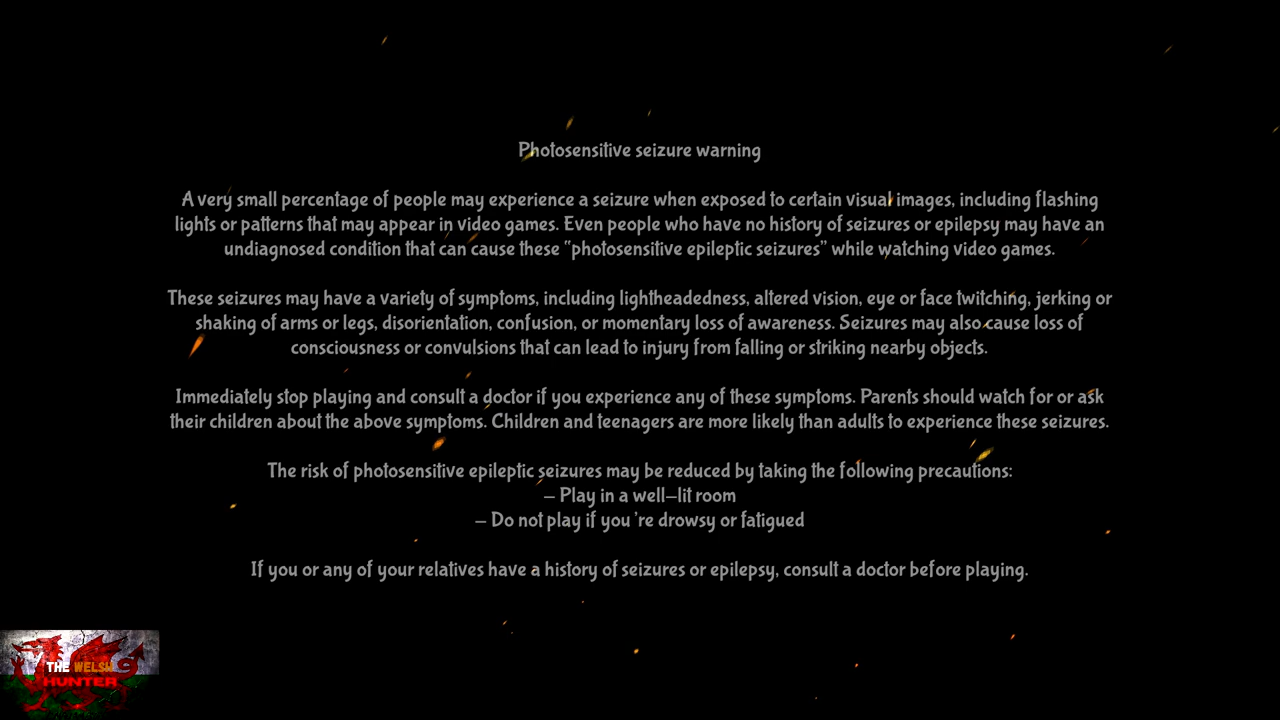 Photosensitive seizure warning
A very small percentage of people may experience a seizure when exposed to certain visual images, including flashing
lights or patterns that may appear in video games. Even people who have no history of seizures or epilepsy may have an
undiagnosed condition that can cause these "photosensitive epileptic seizures" while watching video games.
These seizures may have a variety of symptoms, including lightheadedness, altered vision, eye or face twitching, jerking or
shaking of arms or legs, disorientation, confusion, or momentary loss of awareness. Seizures may also cause loss of
consciousness or convulsions that can lead to injury from falling or striking nearby objects.
Immediately stop playing and consult a doctor if you experience any of these symptoms. Parents should watch for or ask
their children about the above symptoms. Children and teenagers are more likely than adults to experience these seizures.
The risk of photosensitive epileptic seizures may be reduced by taking the following precautions:
– Play in a well–lit room
– Do not play if you 're drowsy or fatigued
If you or any of your relatives have a history of seizures or epilepsy, consult a doctor before playing.
THE WELSH
HUNTER